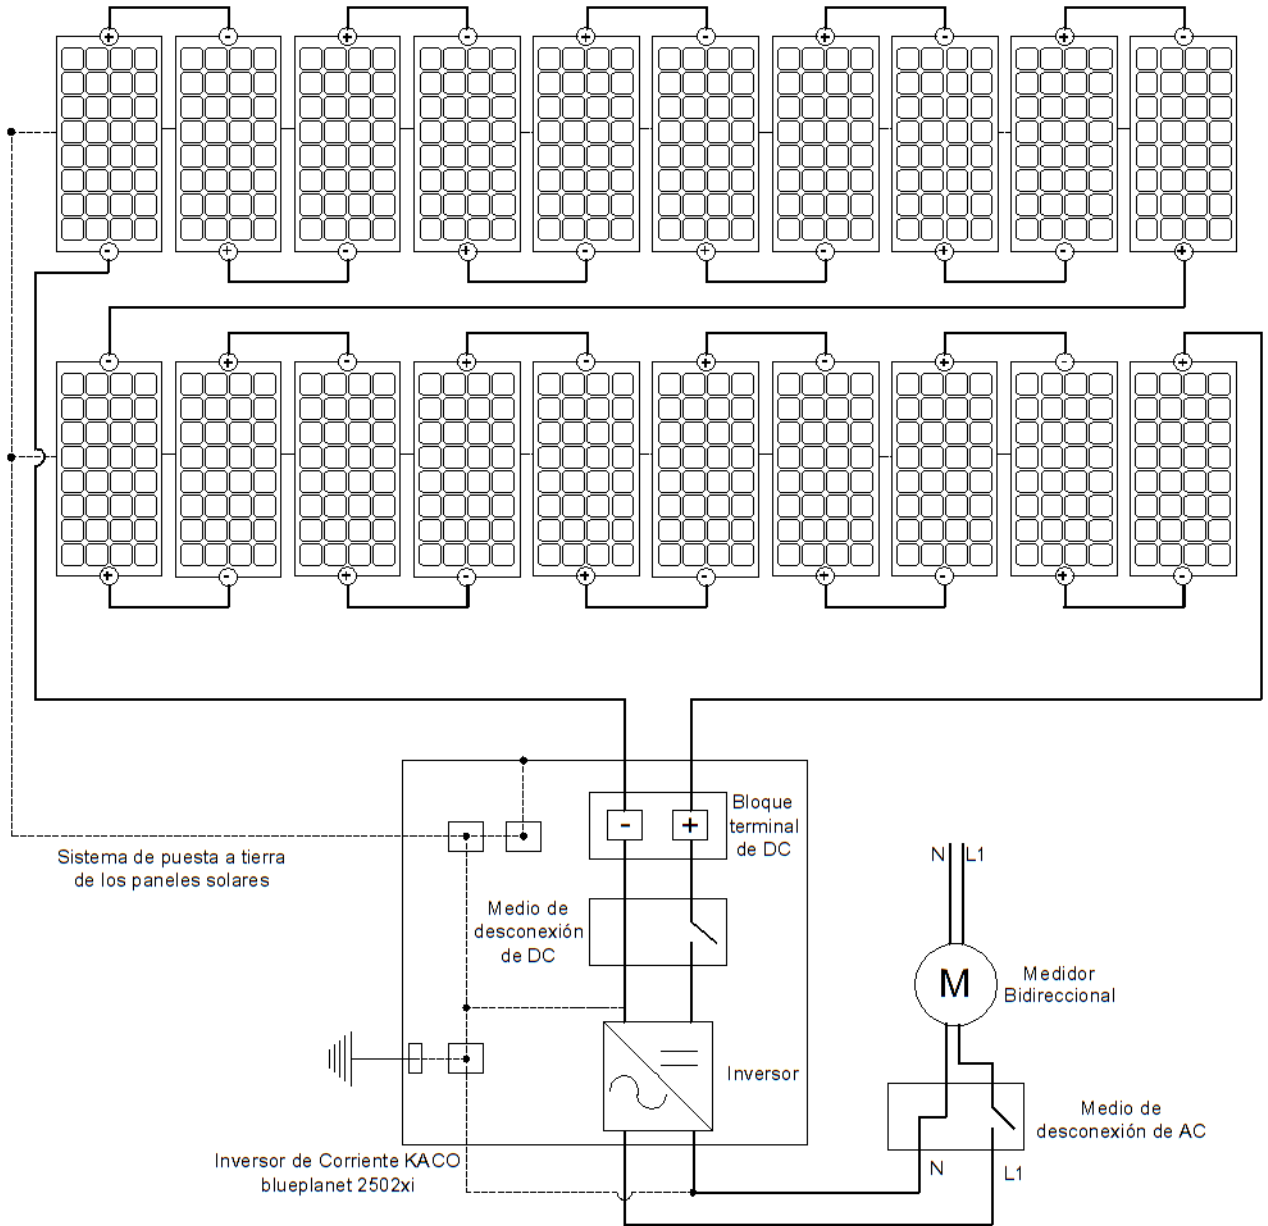 Bloque
terminal
de DC
- +
Sistema de puesta a tierra
de los paneles solares
Medio de
desconexión
de DC
N L1
M
Medidor
Bidireccional
Inversor
Medio de
desconexión de AC
Inversor de Corriente KACO
blueplanet 2502xi
N L1